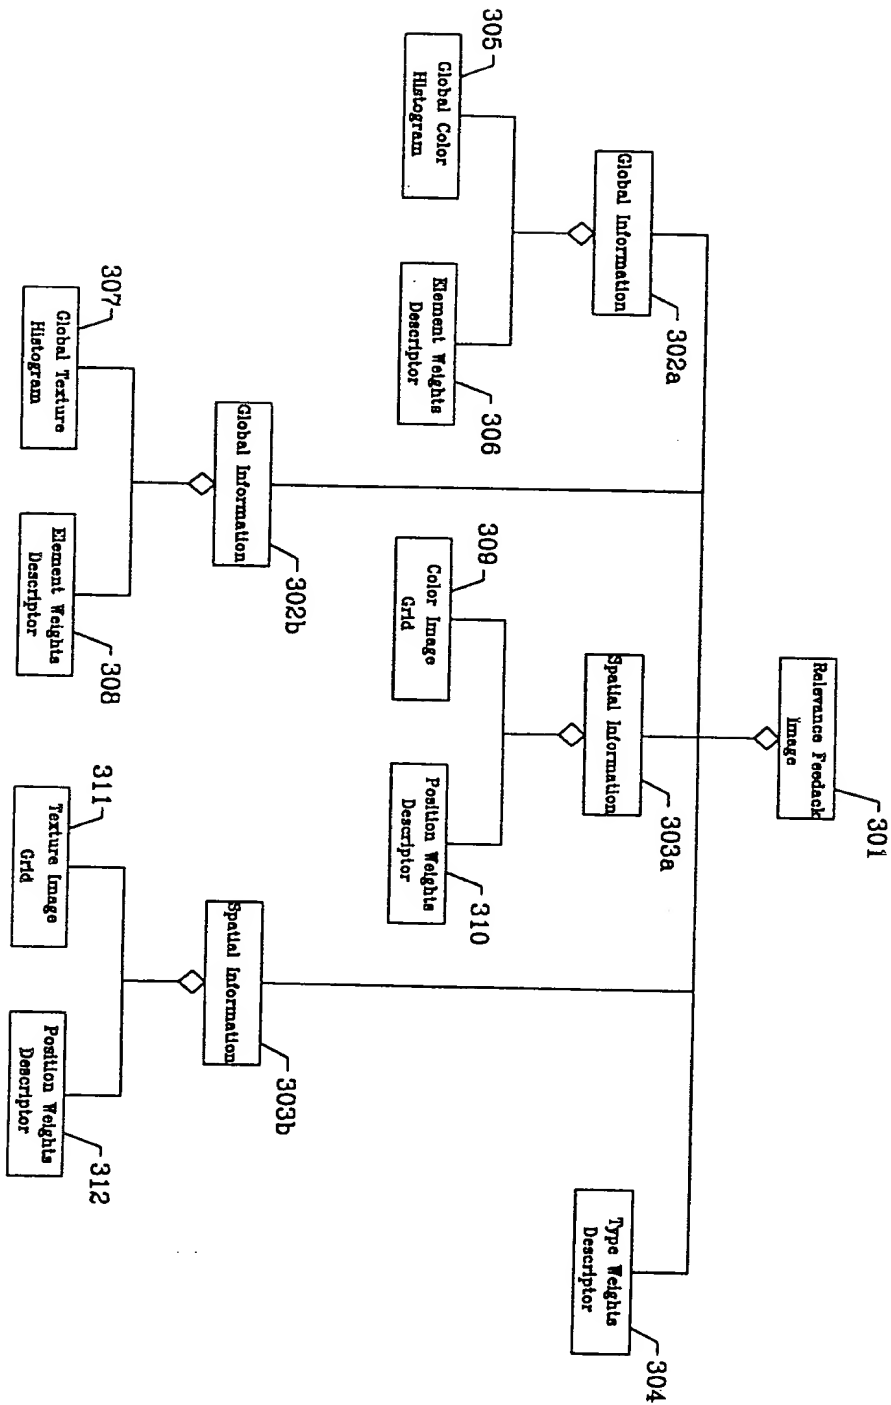 Relevance Feedack
Image
301
Global Information
302a
Spatial Information
303a
Type Weights
Descriptor
304
305
Global Color
Histogram
Element Weights
Descriptor
306
309
Color Image
Grid
Position Weights
Descriptor
310
Global Information
302b
Spatial Information
303b
307
Global Texture
Histogram
Element Weights
Descriptor
308
311
Texture Image
Grid
Position Weights
Descriptor
312